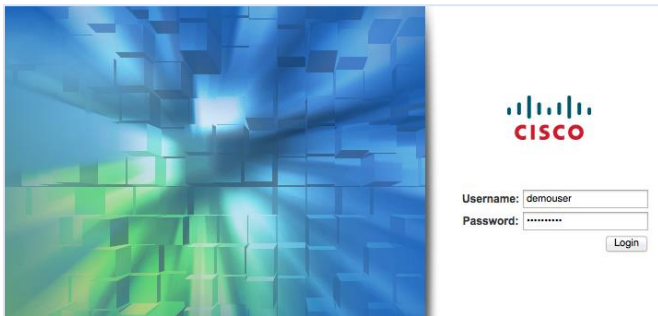 CISCO
Username: demouser
Password: ••••••••••
Login